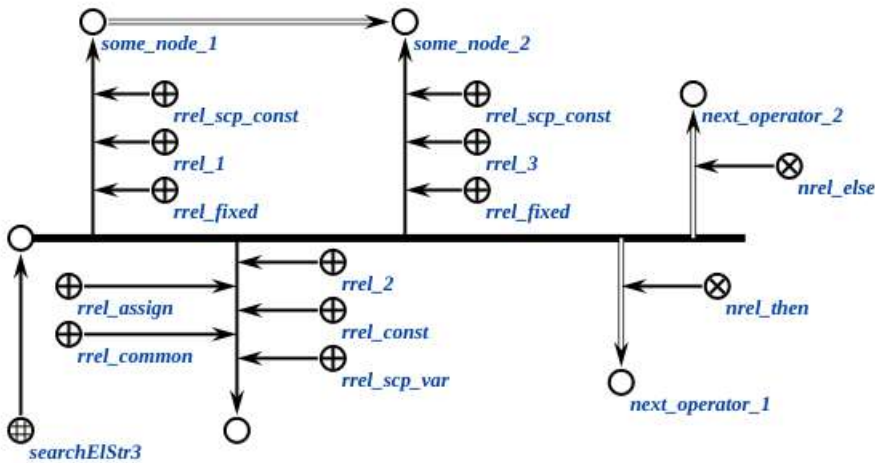 some_node_1
some_node_2
rrel_scp_const
rrel_scp_const
next_operator_2
rrel_1
rrel_3
nrel_else
rrel_fixed
rrel_fixed
rrel_2
rrel_assign
nrel_then
rrel_const
rrel_common
rrel_scp_var
next_operator_1
searchElStr3